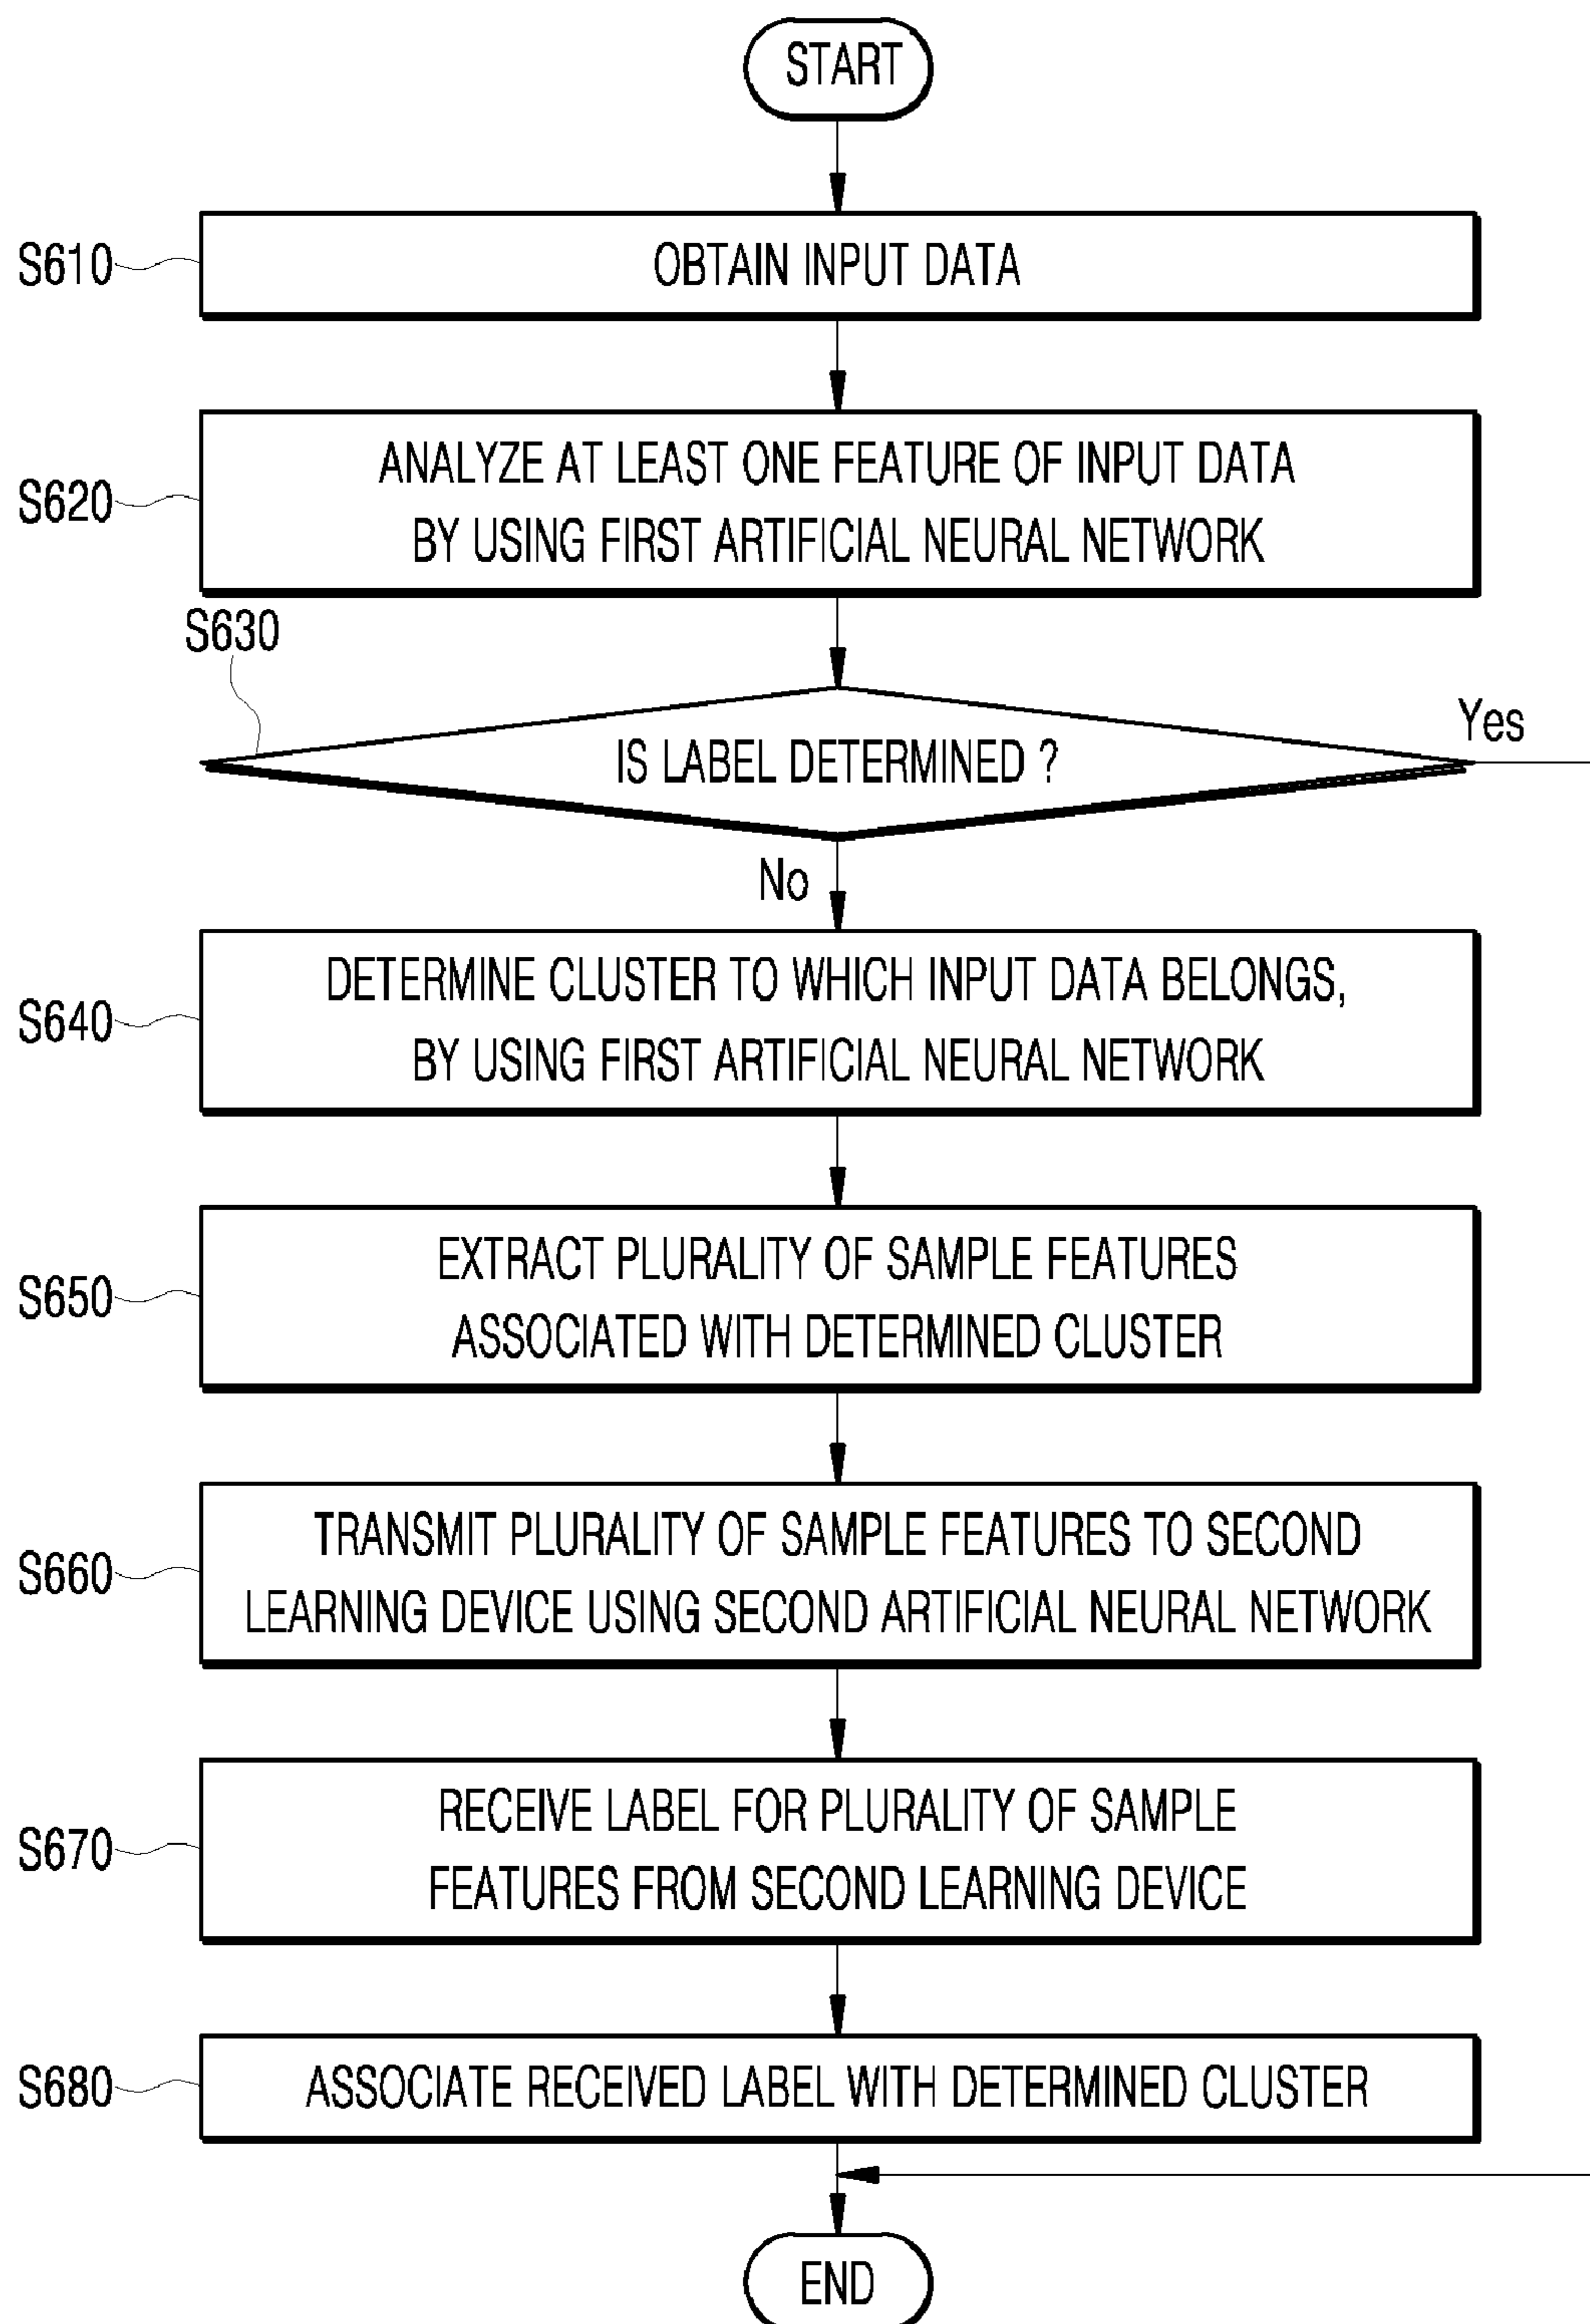 START
S610
OBTAIN INPUT DATA
S620
ANALYZE AT LEAST ONE FEATURE OF INPUT DATA
BY USING FIRST ARTIFICIAL NEURAL NETWORK
S630
IS LABEL DETERMINED ?
Yes
No
S640
DETERMINE CLUSTER TO WHICH INPUT DATA BELONGS,
BY USING FIRST ARTIFICIAL NEURAL NETWORK
S650
EXTRACT PLURALITY OF SAMPLE FEATURES
ASSOCIATED WITH DETERMINED CLUSTER
S660
TRANSMIT PLURALITY OF SAMPLE FEATURES TO SECOND
LEARNING DEVICE USING SECOND ARTIFICIAL NEURAL NETWORK
S670
RECEIVE LABEL FOR PLURALITY OF SAMPLE
FEATURES FROM SECOND LEARNING DEVICE
S680
ASSOCIATE RECEIVED LABEL WITH DETERMINED CLUSTER
END